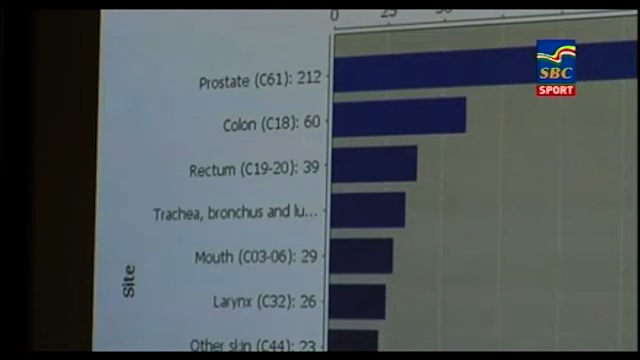 0
25
SBC
SPORT
Prostate (C61): 212
Colon (C18): 60
Rectum (C19-20): 39
Trachea, bronchus and lu...
Mouth (C03-06): 29
Larynx (C32): 26
Other skin (C44): 23
Site